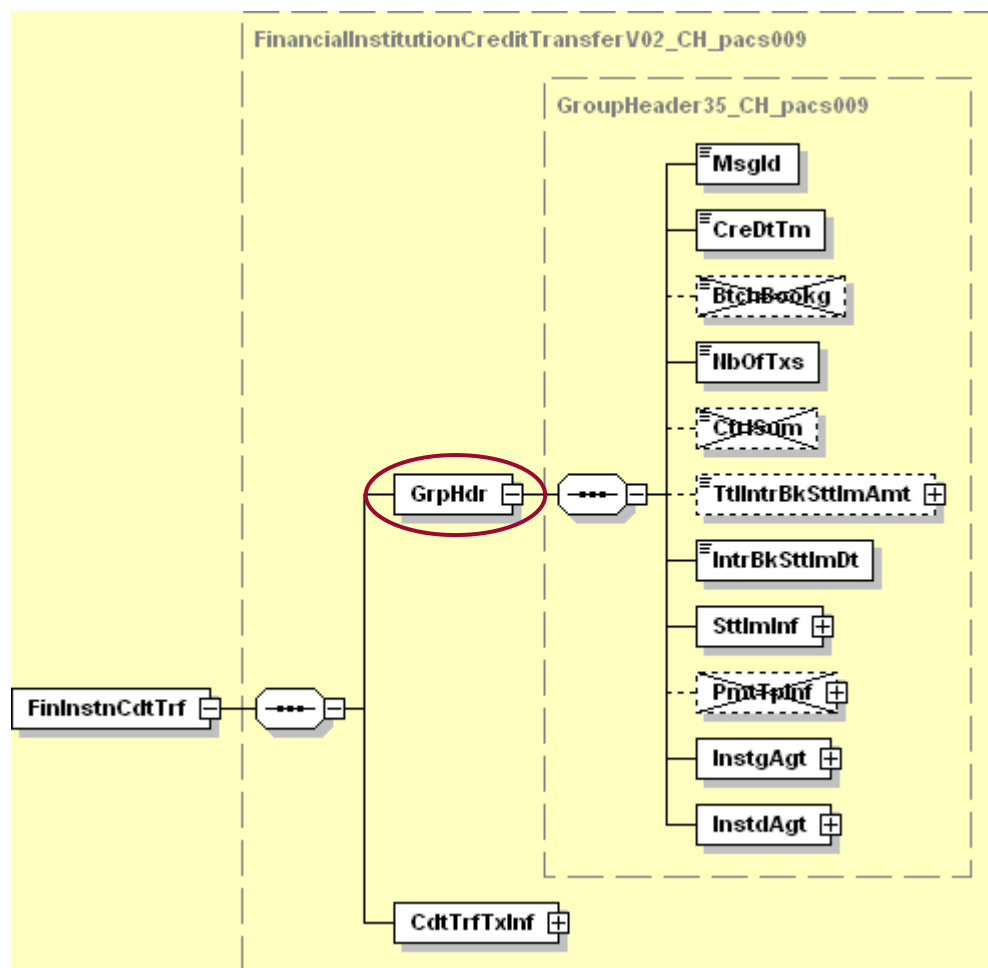 FinancialInstitutionCreditTransferV02_CH_pacs009
GroupHeader35_CH_pacs009
MsgId
CreDtTm
BtchBookg
NbOfTxs
CtrlSum
GrpHdr
TtlIntrBkSttlmAmt
IntrBkSttlmDt
SttlmInf
PmtTpInf
FinInstnCdtTrf
InstgAgt
InstdAgt
CdtTrfTxInf